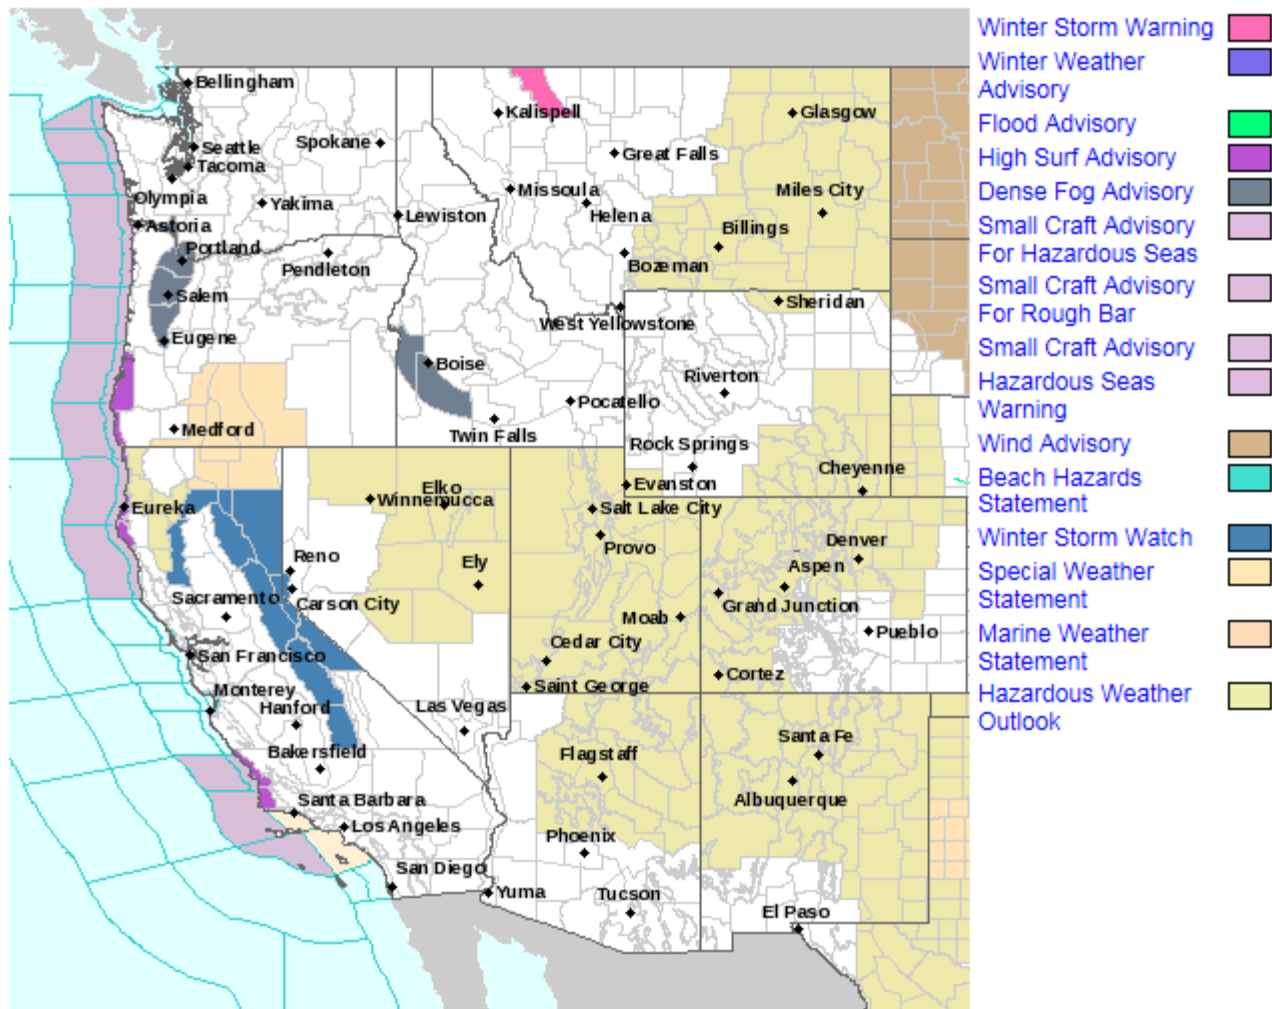 Winter Storm Warning
Winter Weather
Advisory
Flood Advisory
High Surf Advisory
Dense Fog Advisory
Small Craft Advisory
For Hazardous Seas
Small Craft Advisory
For Rough Bar
Small Craft Advisory
Hazardous Seas
Warning
Wind Advisory
Beach Hazards
Statement
Winter Storm Watch
Special Weather
Statement
Marine Weather
Statement
Hazardous Weather
Outlook
Bellingham
Kalispell
Glasgow
Seattle
Spokane
Great Falls
Tacoma
Missoula
Miles City
Olympia
Yakima
Lewiston
Helena
Astoria
Billings
Portland
Pendleton
Bozeman
Salem
Sheridan
West Yellowstone
Eugene
Boise
Riverton
Pocatello
Medford
Twin Falls
Rock Springs
Cheyenne
Evanston
Elko
Winnemucca
Eureka
Salt Lake City
Denver
Provo
Reno
Ely
Aspen
Sacramento
Carson City
Grand Junction
Moab
Pueblo
Cedar City
San Francisco
Cortez
Saint George
Monterey
Hanford
Las Vegas
Bakersfield
Flagstaff
Santa Fe
Albuquerque
Santa Barbara
Los Angeles
Phoenix
San Diego
Yuma
Tucson
El Paso